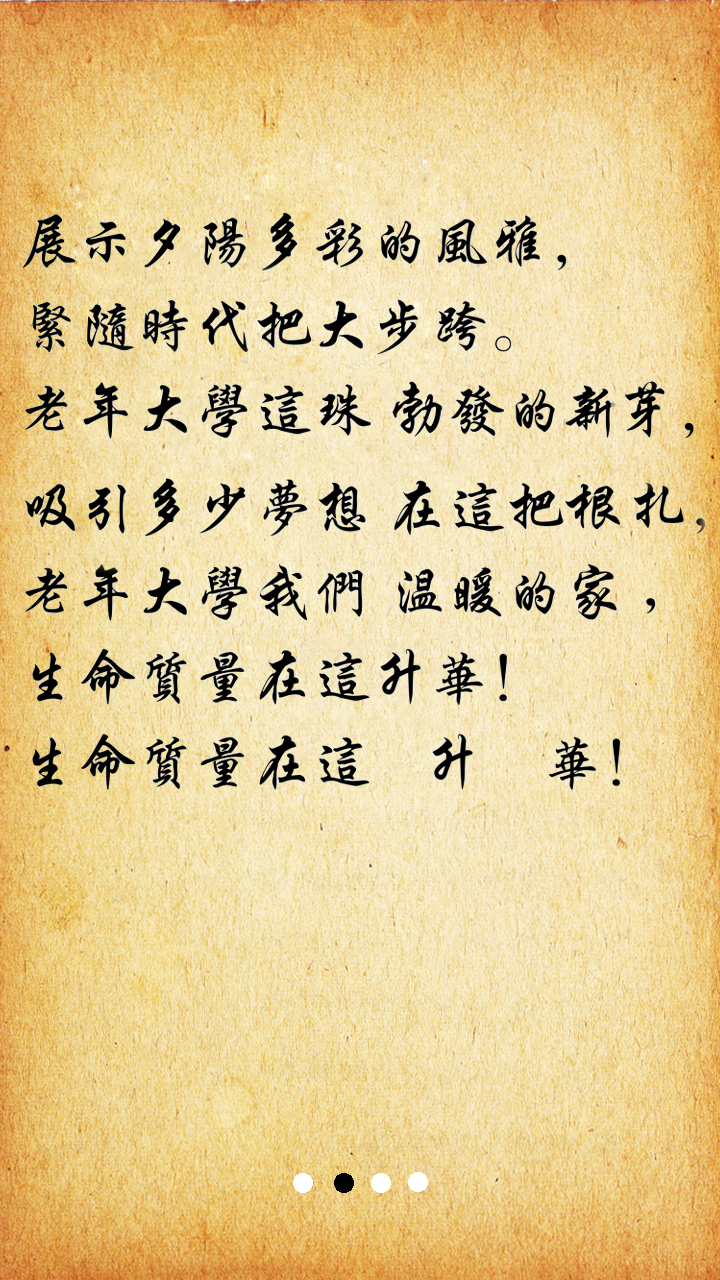 展示夕陽多彩的風雅，
緊隨時代把大步跨。
老年大學這珠 勃發的新芽，
吸引多少夢想 在這把根扎，
老年大學我們 温暖的家，
生命質量在這升華！
生命質量在這 升 華！